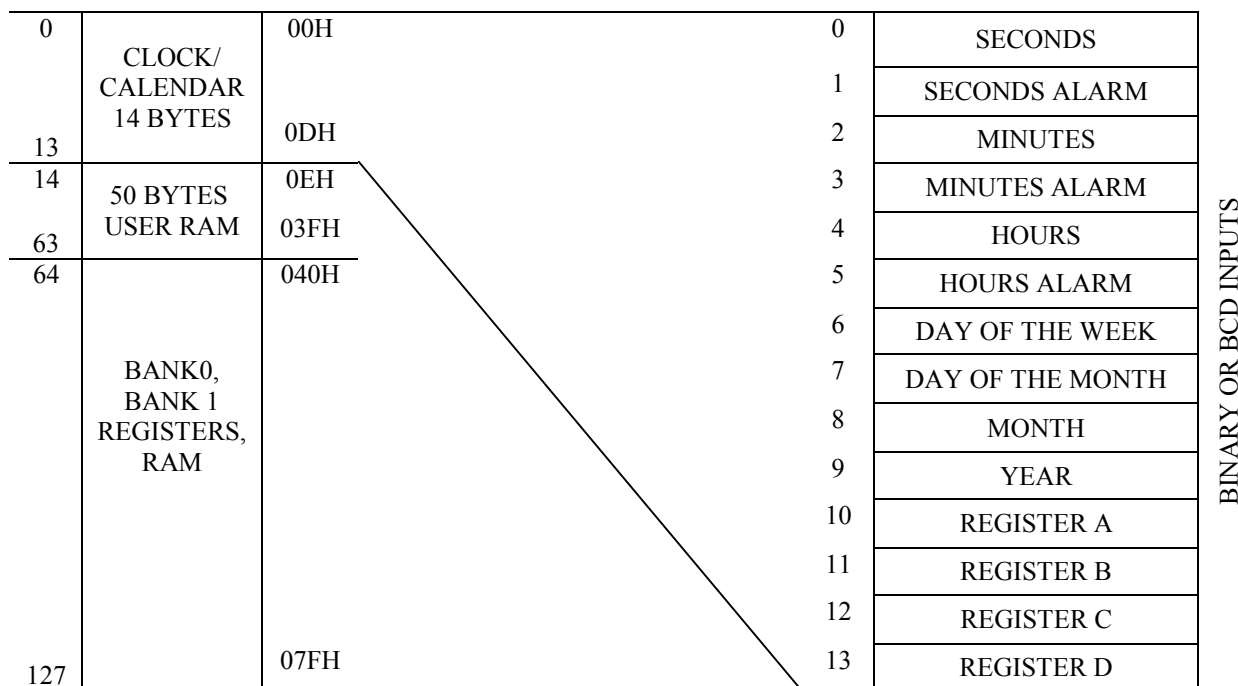 0
CLOCK/
CALENDAR
14 BYTES
13
00H
0DH
14
50 BYTES
USER RAM
63
0EH
03FH
64
BANK0,
BANK 1
REGISTERS,
RAM
127
040H
07FH
0 SECONDS
1 SECONDS ALARM
2 MINUTES
3 MINUTES ALARM
4 HOURS
5 HOURS ALARM
6 DAY OF THE WEEK
7 DAY OF THE MONTH
8 MONTH
9 YEAR
10 REGISTER A
11 REGISTER B
12 REGISTER C
13 REGISTER D
BINARY OR BCD INPUTS